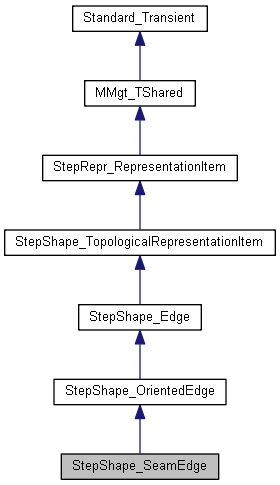 Standard_Transient
MMgt_TShared
StepRepr_RepresentationItem
StepShape_TopologicalRepresentationItem
StepShape_Edge
StepShape_OrientedEdge
StepShape_SeamEdge